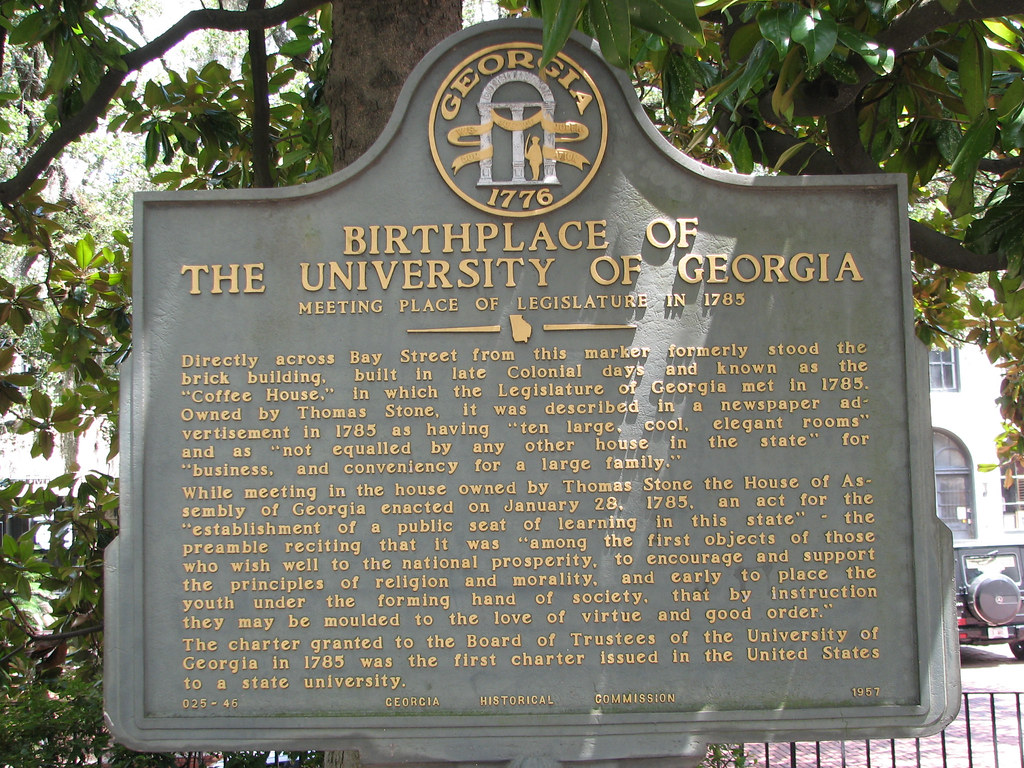 GEORGIA
1776
BIRTHPLACE OF
THE UNIVERSITY OF GEORGIA
MEETING PLACE OF LEGISLATURE IN 1785
Directly across Bay Street from this marker formerly stood the
brick building, built in late Colonial days and known as the
"Coffee House," in which the Legislature of Georgia met in 1785.
Owned by Thomas Stone, it was described in a newspaper ad-
vertisement in 1785 as having "ten large, cool, elegant rooms"
and as "not equalled by any other house in the state" for
"business, and conveniency for a large family."
While meeting in the house owned by Thomas Stone the House of As-
sembly of Georgia enacted on January 28, 1785, an act for the
"establishment of a public seat of learning in this state" - the
preamble reciting that it was "among the first objects of those
who wish well to the national prosperity, to encourage and support
the principles of religion and morality, and early to place the
youth under the forming hand of society, that by instruction
they may be moulded to the love of virtue and good order."
The charter granted to the Board of Trustees of the University of
Georgia in 1785 was the first charter issued in the United States
to a state university.
025-46 GEORGIA HISTORICAL COMMISSION 1957